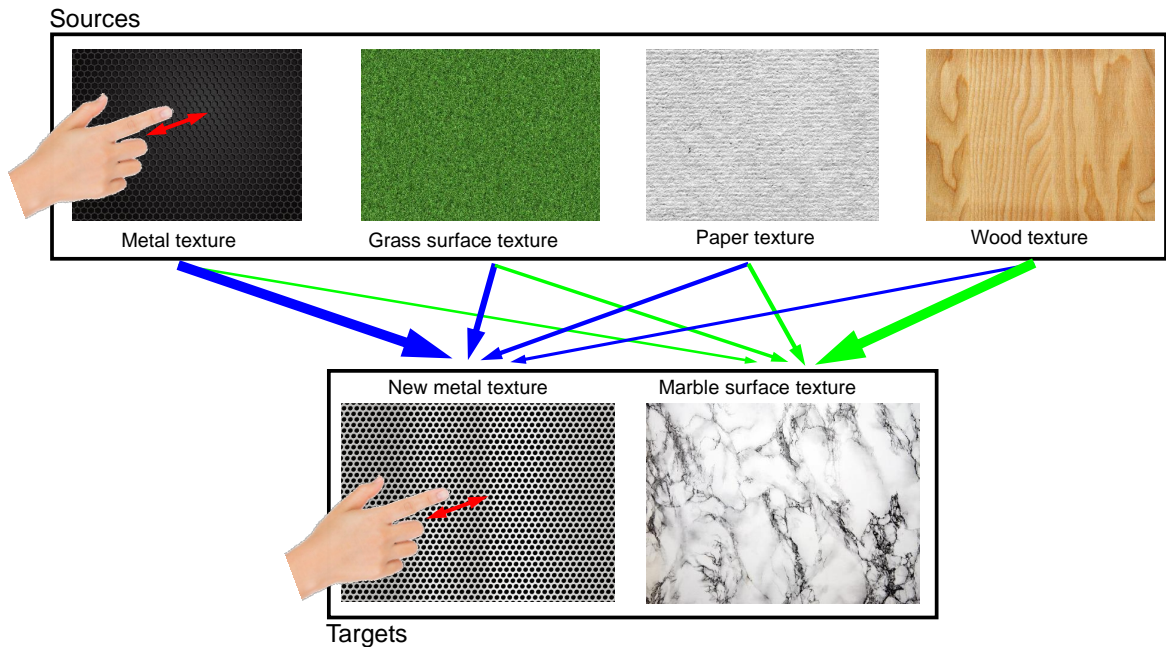 Sources
Metal texture
Grass surface texture
Paper texture
Wood texture
New metal texture
Marble surface texture
Targets